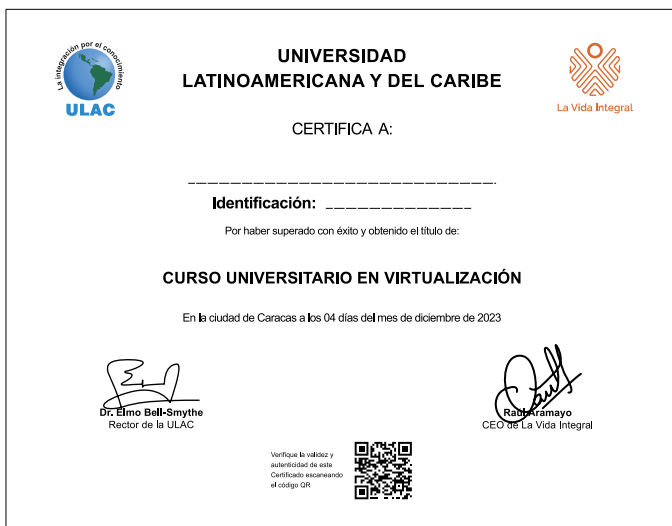 La integración por el conocimiento
ULAC
UNIVERSIDAD
LATINOAMERICANA Y DEL CARIBE
La Vida Integral
CERTIFICA A:
Identificación:
Por haber superado con éxito y obtenido el título de:
CURSO UNIVERSITARIO EN VIRTUALIZACIÓN
En la ciudad de Caracas a los 04 días del mes de diciembre de 2023
Dr. Elmo Bell-Smythe
Rector de la ULAC
Raúl Aramayo
CEO de La Vida Integral
Verifique la validez y
autenticidad de este
Certificado escaneando
el código QR